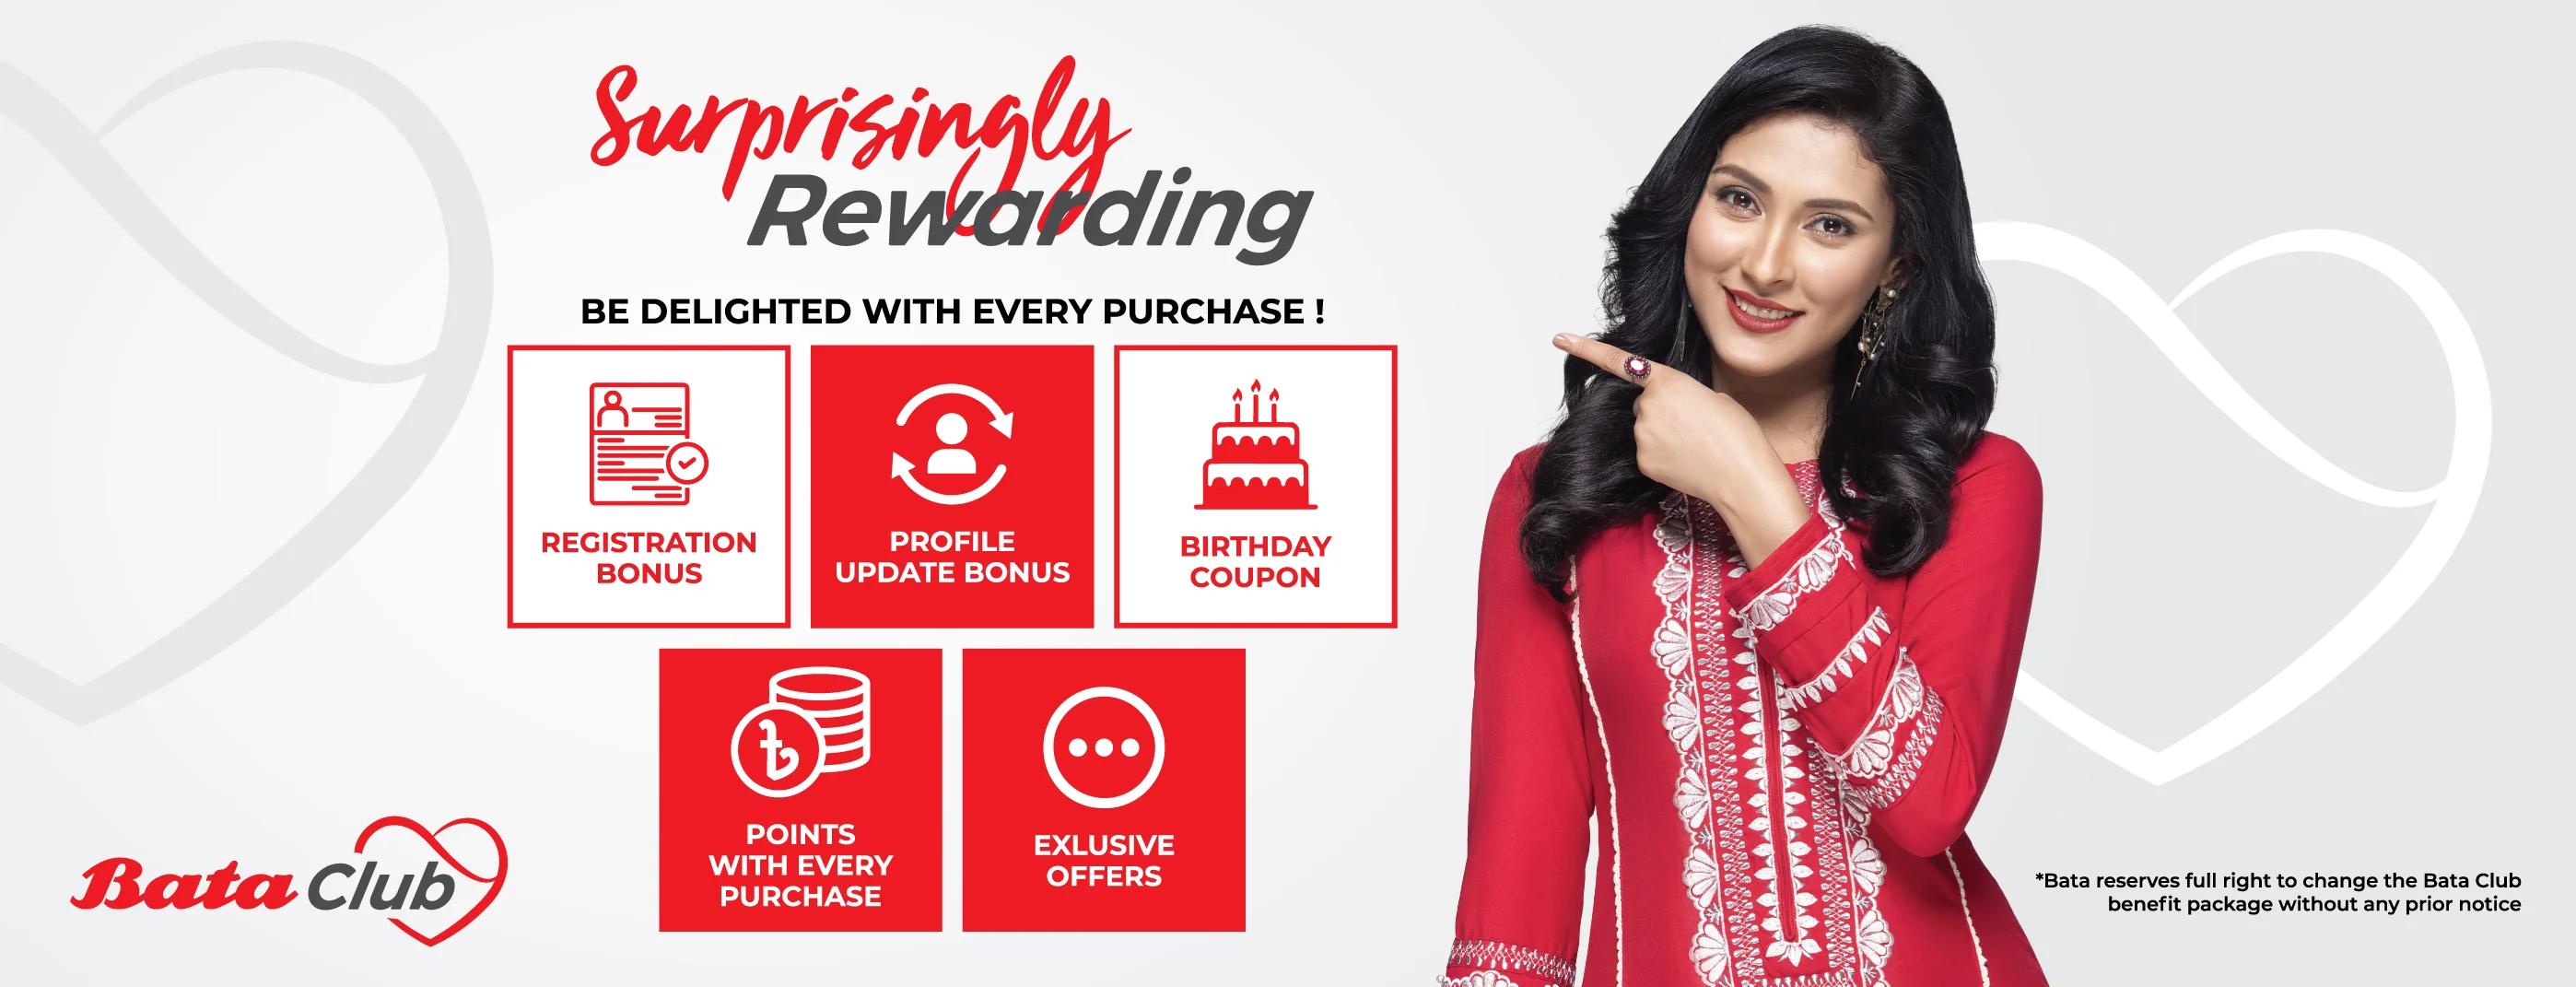 Surprisingly
Rewarding
BE DELIGHTED WITH EVERY PURCHASE !
REGISTRATION
BONUS
PROFILE
UPDATE BONUS
BIRTHDAY
COUPON
৳
POINTS
WITH EVERY
PURCHASE
EXLUSIVE
OFFERS
Bata Club
*Bata reserves full right to change the Bata Club
benefit package without any prior notice